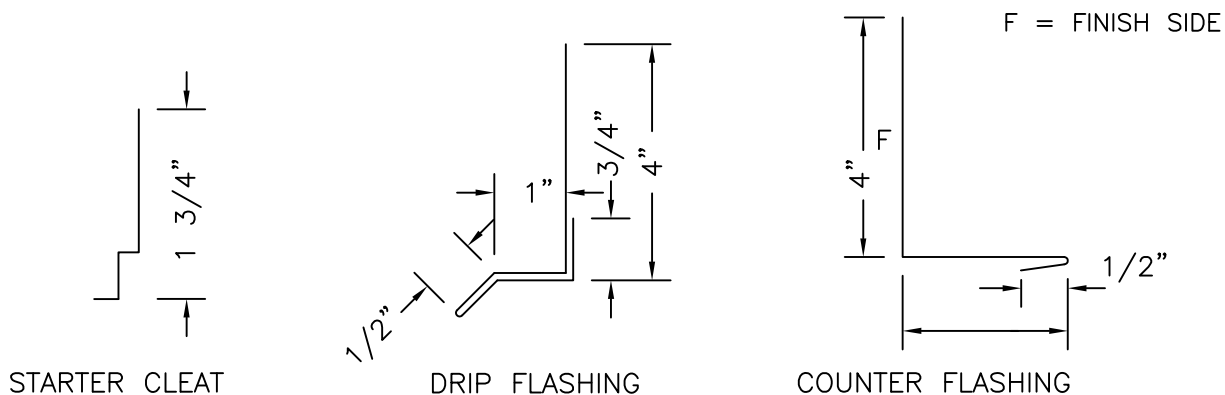 F = FINISH SIDE
1 3/4”
STARTER CLEAT
1”
3/4”
4”
1/2”
DRIP FLASHING
4”
F
1/2”
COUNTER FLASHING